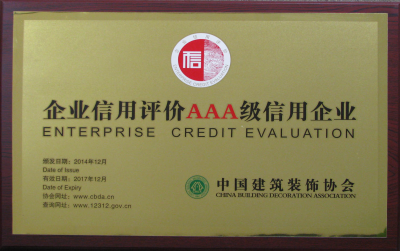 信
企业信用评价AAA级信用企业
ENTERPRISE CREDIT EVALUATION
颁发日期：2014年12月
Date of Issue
有效日期：2017年12月
Date of Expiry
协会网址：www.cbda.cn
查询网址：www.12312.gov.cn
中国建筑装饰协会
CHINA BUILDING DECORATION ASSOCIATION